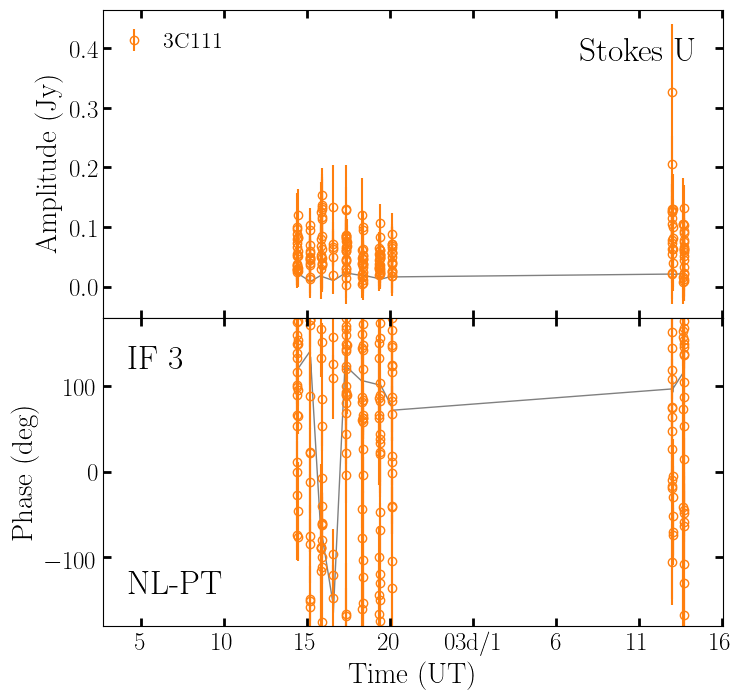 3C111
Stokes U
0.4
0.3
0.2
0.1
0.0
Amplitude (Jy)
IF 3
100
0
−100
Phase (deg)
NL-PT
5 10 15 20 03d/1 6 11 16
Time (UT)